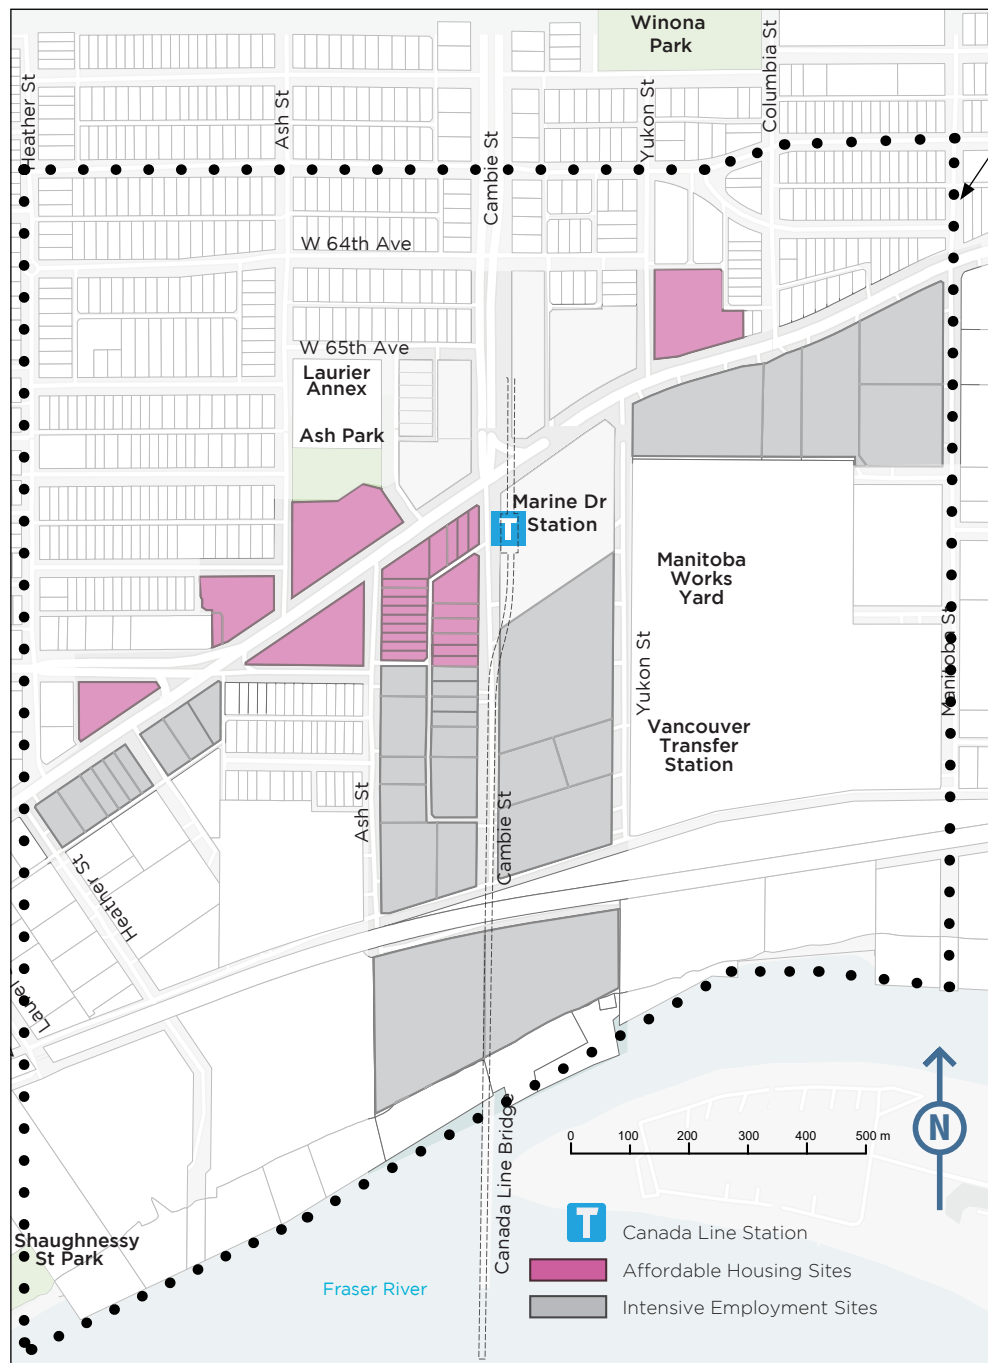 Winona
Park
Columbia St
Heather St
Ash St
Yukon St
Cambie St
W 64th Ave
W 65th Ave
Laurier
Annex
Ash Park
T
Marine Dr
Station
Manitoba
Works
Yard
Manitoba St
Yukon St
Vancouver
Transfer
Station
Ash St
Cambie St
Heather St
Laurel
Canada Line Bridge
N
0 100 200 300 400 500 m
T Canada Line Station
Affordable Housing Sites
Intensive Employment Sites
Shaughnessy
St Park
Fraser River